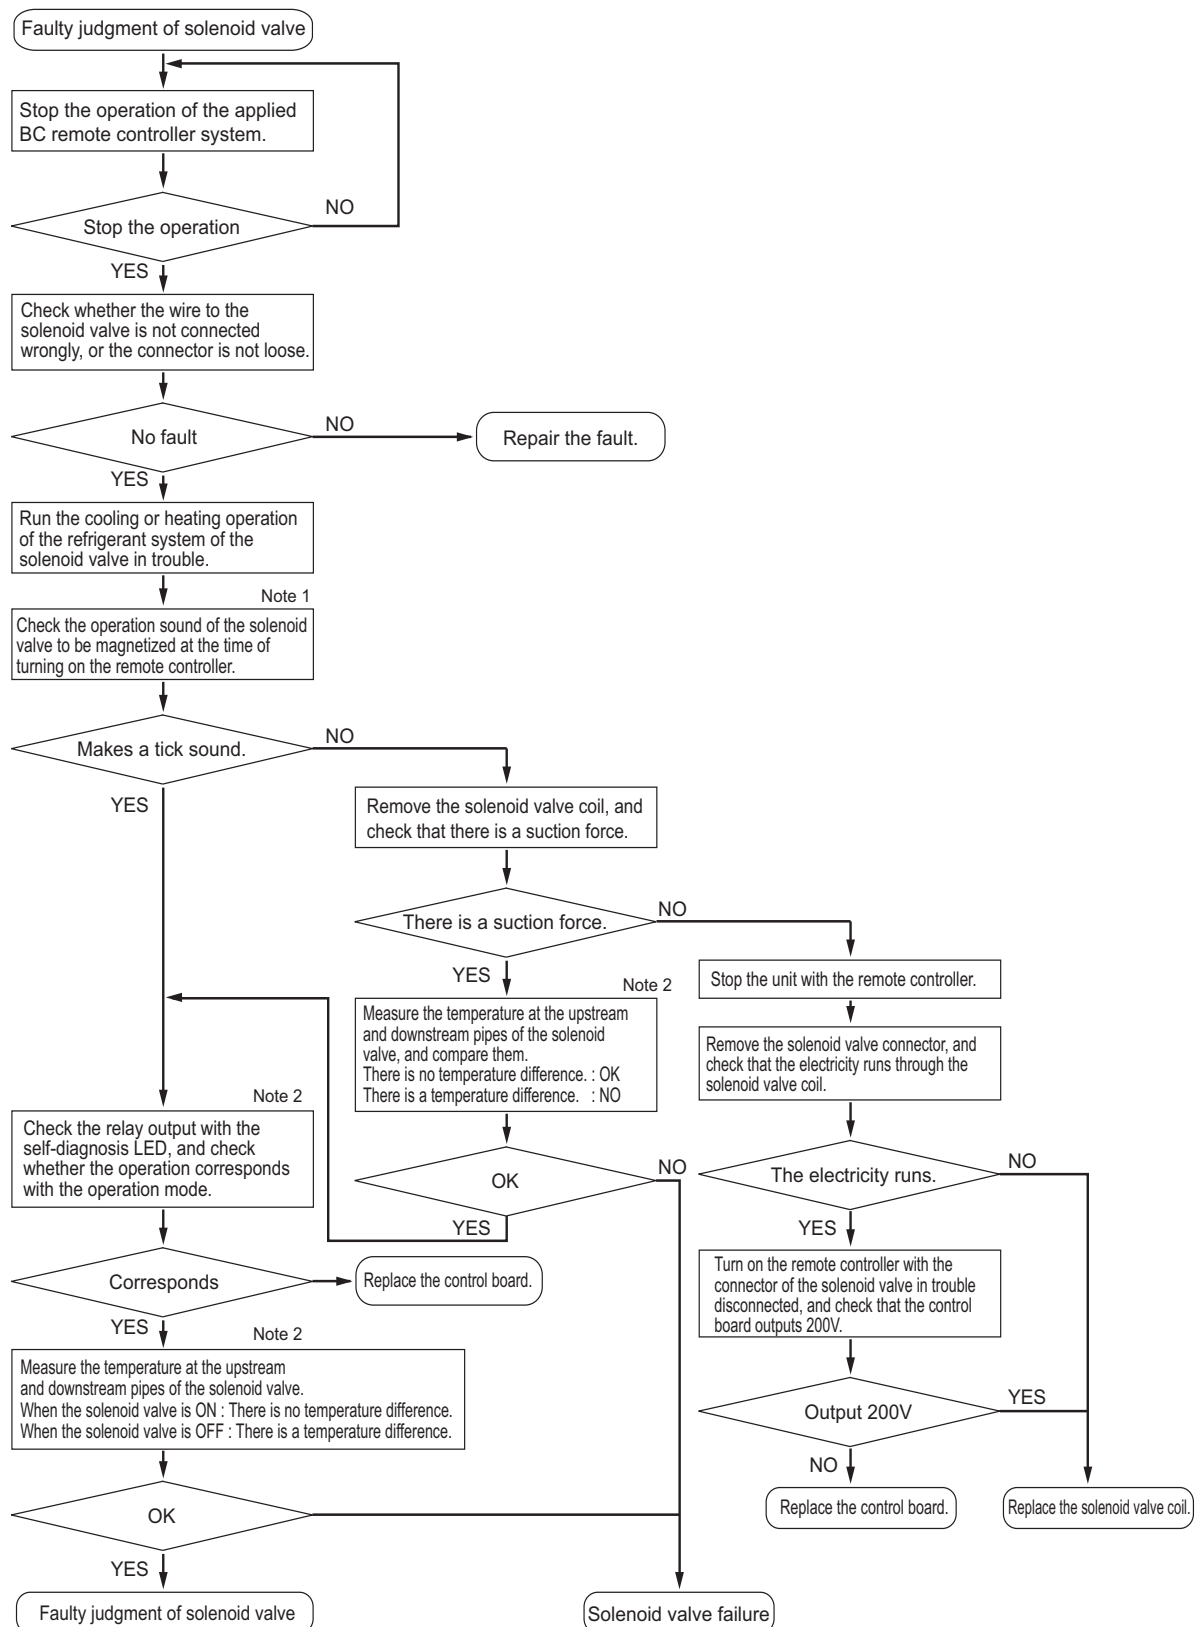 Faulty judgment of solenoid valve
Stop the operation of the applied
BC remote controller system.
Stop the operation
NO
YES
Check whether the wire to the
solenoid valve is not connected
wrongly, or the connector is not loose.
No fault
NO
Repair the fault.
YES
Run the cooling or heating operation
of the refrigerant system of the
solenoid valve in trouble.
Note 1
Check the operation sound of the solenoid
valve to be magnetized at the time of
turning on the remote controller.
Makes a tick sound.
NO
YES
Remove the solenoid valve coil, and
check that there is a suction force.
There is a suction force.
NO
YES
Note 2
Measure the temperature at the upstream
and downstream pipes of the solenoid
valve, and compare them.
There is no temperature difference. : OK
There is a temperature difference. : NO
OK
NO
YES
Stop the unit with the remote controller.
Remove the solenoid valve connector, and
check that the electricity runs through the
solenoid valve coil.
The electricity runs.
NO
YES
Turn on the remote controller with the
connector of the solenoid valve in trouble
disconnected, and check that the control
board outputs 200V.
Output 200V
YES
NO
Replace the control board.
Replace the solenoid valve coil.
Note 2
Check the relay output with the
self-diagnosis LED, and check
whether the operation corresponds
with the operation mode.
Corresponds
Replace the control board.
YES
Note 2
Measure the temperature at the upstream
and downstream pipes of the solenoid valve.
When the solenoid valve is ON : There is no temperature difference.
When the solenoid valve is OFF : There is a temperature difference.
OK
YES
Faulty judgment of solenoid valve
Solenoid valve failure